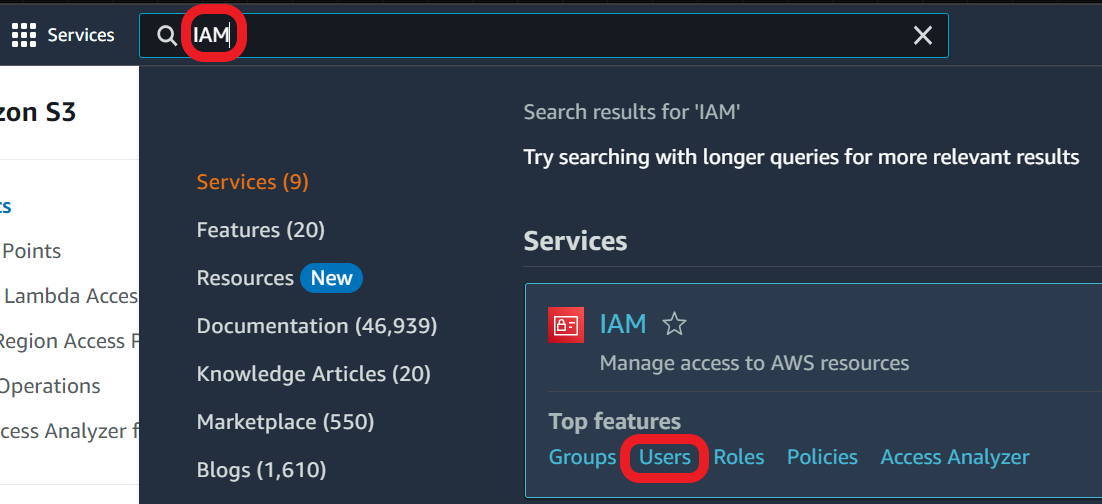 Services
IAM
zon S3
ts
Points
Lambda Acces
Region Access P
Operations
cess Analyzer f
Services (9)
Features (20)
Resources New
Documentation (46,939)
Knowledge Articles (20)
Marketplace (550)
Blogs (1,610)
Search results for 'IAM'
Try searching with longer queries for more relevant results
Services
IAM
Manage access to AWS resources
Top features
Groups Users Roles Policies Access Analyzer